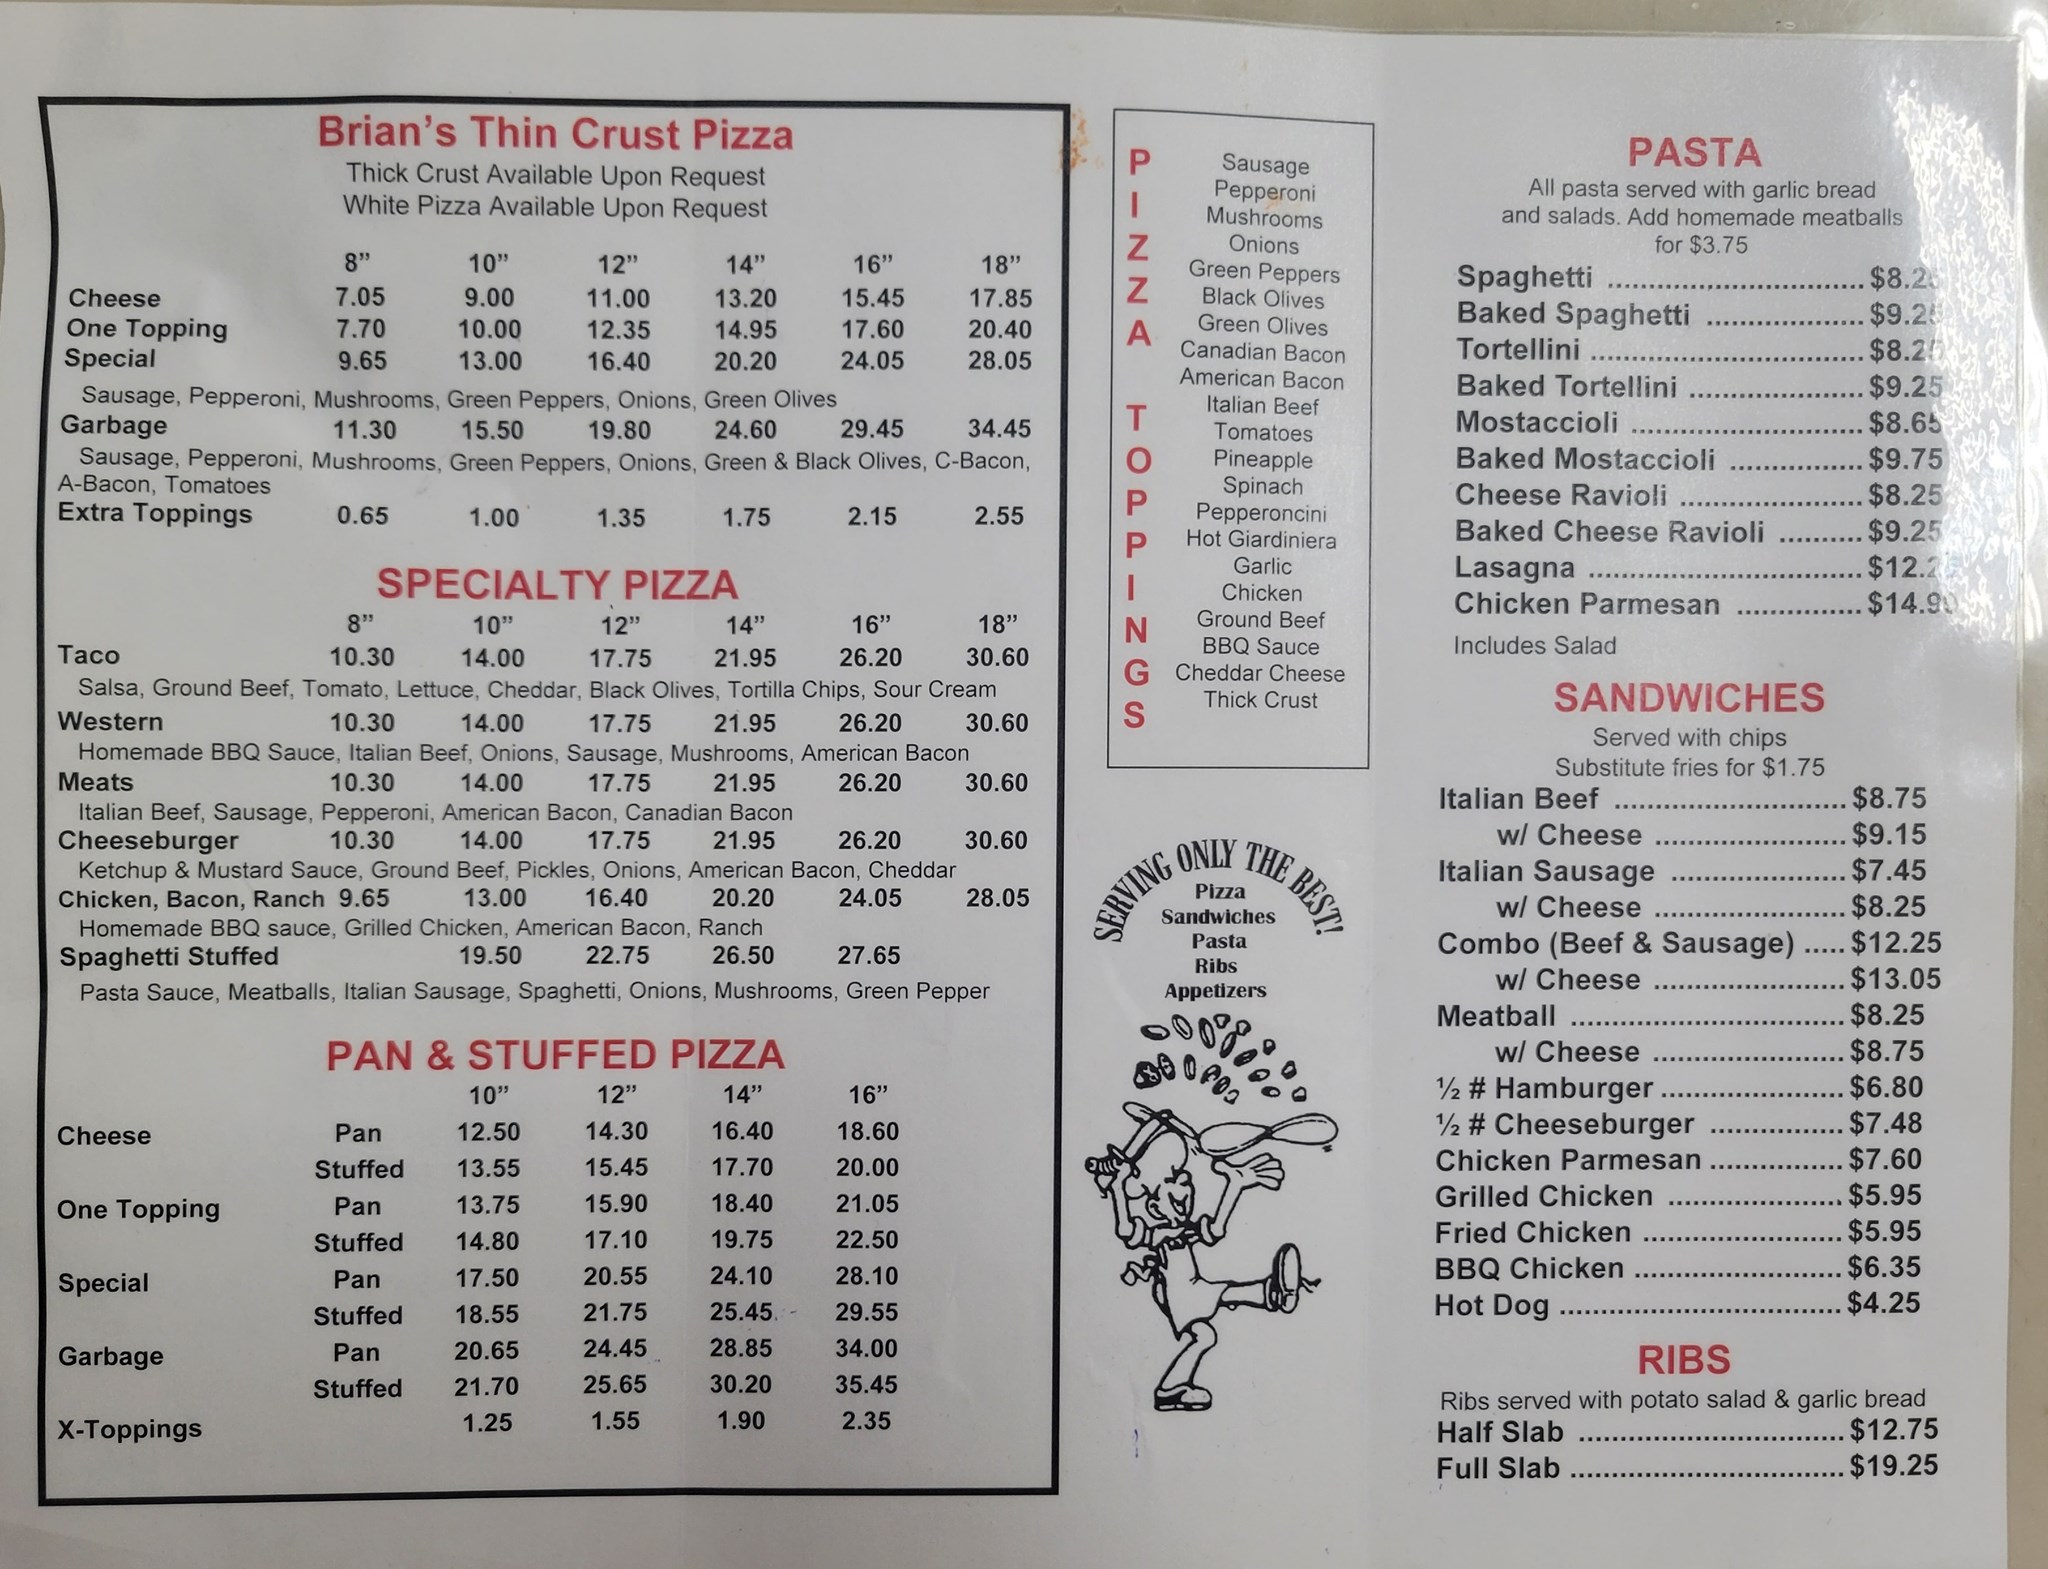 Brian's Thin Crust Pizza
Thick Crust Available Upon Request
White Pizza Available Upon Request
8” 10” 12” 14” 16” 18”
Cheese 7.05 9.00 11.00 13.20 15.45 17.85
One Topping 7.70 10.00 12.35 14.95 17.60 20.40
Special 9.65 13.00 16.40 20.20 24.05 28.05
Sausage, Pepperoni, Mushrooms, Green Peppers, Onions, Green Olives
Garbage 11.30 15.50 19.80 24.60 29.45 34.45
Sausage, Pepperoni, Mushrooms, Green Peppers, Onions, Green & Black Olives, C-Bacon,
A-Bacon, Tomatoes
Extra Toppings 0.65 1.00 1.35 1.75 2.15 2.55
SPECIALTY PIZZA
8” 10” 12” 14” 16” 18”
Taco 10.30 14.00 17.75 21.95 26.20 30.60
Salsa, Ground Beef, Tomato, Lettuce, Cheddar, Black Olives, Tortilla Chips, Sour Cream
Western 10.30 14.00 17.75 21.95 26.20 30.60
Homemade BBQ Sauce, Italian Beef, Onions, Sausage, Mushrooms, American Bacon
Meats 10.30 14.00 17.75 21.95 26.20 30.60
Italian Beef, Sausage, Pepperoni, American Bacon, Canadian Bacon
Cheeseburger 10.30 14.00 17.75 21.95 26.20 30.60
Ketchup & Mustard Sauce, Ground Beef, Pickles, Onions, American Bacon, Cheddar
Chicken, Bacon, Ranch 9.65 13.00 16.40 20.20 24.05 28.05
Homemade BBQ sauce, Grilled Chicken, American Bacon, Ranch
Spaghetti Stuffed 19.50 22.75 26.50 27.65
Pasta Sauce, Meatballs, Italian Sausage, Spaghetti, Onions, Mushrooms, Green Pepper
PAN & STUFFED PIZZA
10” 12” 14” 16”
Cheese Pan 12.50 14.30 16.40 18.60
Stuffed 13.55 15.45 17.70 20.00
One Topping Pan 13.75 15.90 18.40 21.05
Stuffed 14.80 17.10 19.75 22.50
Special Pan 17.50 20.55 24.10 28.10
Stuffed 18.55 21.75 25.45 29.55
Garbage Pan 20.65 24.45 28.85 34.00
Stuffed 21.70 25.65 30.20 35.45
X-Toppings 1.25 1.55 1.90 2.35
PIZZA TOPPINGS
Sausage
Pepperoni
Mushrooms
Onions
Green Peppers
Black Olives
Green Olives
Canadian Bacon
American Bacon
Italian Beef
Tomatoes
Pineapple
Spinach
Pepperoncini
Hot Giardiniera
Garlic
Chicken
Ground Beef
BBQ Sauce
Cheddar Cheese
Thick Crust
SERVING ONLY THE BEST!
Pizza
Sandwiches
Pasta
Ribs
Appetizers
PASTA
All pasta served with garlic bread
and salads. Add homemade meatballs
for $3.75
Spaghetti ............................... $8.25
Baked Spaghetti ................... $9.25
Tortellini ................................. $8.25
Baked Tortellini ..................... $9.25
Mostaccioli ............................ $8.65
Baked Mostaccioli ................ $9.75
Cheese Ravioli ...................... $8.25
Baked Cheese Ravioli .......... $9.25
Lasagna ................................. $12.25
Chicken Parmesan ............... $14.90
Includes Salad
SANDWICHES
Served with chips
Substitute fries for $1.75
Italian Beef ............................ $8.75
w/ Cheese ....................... $9.15
Italian Sausage ..................... $7.45
w/ Cheese ....................... $8.25
Combo (Beef & Sausage) ..... $12.25
w/ Cheese ....................... $13.05
Meatball ................................. $8.25
w/ Cheese ....................... $8.75
½ # Hamburger ...................... $6.80
½ # Cheeseburger ................ $7.48
Chicken Parmesan ................ $7.60
Grilled Chicken ..................... $5.95
Fried Chicken ........................ $5.95
BBQ Chicken ......................... $6.35
Hot Dog .................................. $4.25
RIBS
Ribs served with potato salad & garlic bread
Half Slab ................................ $12.75
Full Slab ................................. $19.25